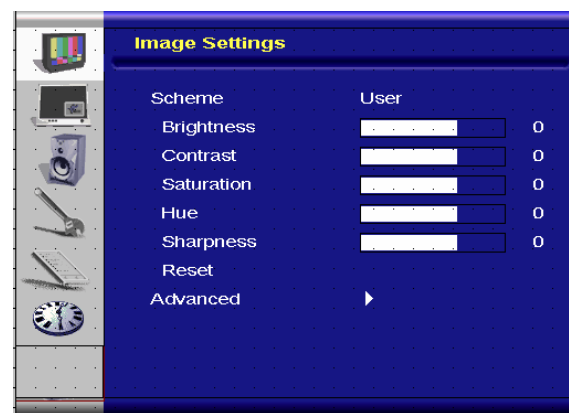 Image Settings
Scheme User
Brightness 0
Contrast 0
Saturation 0
Hue 0
Sharpness 0
Reset
Advanced